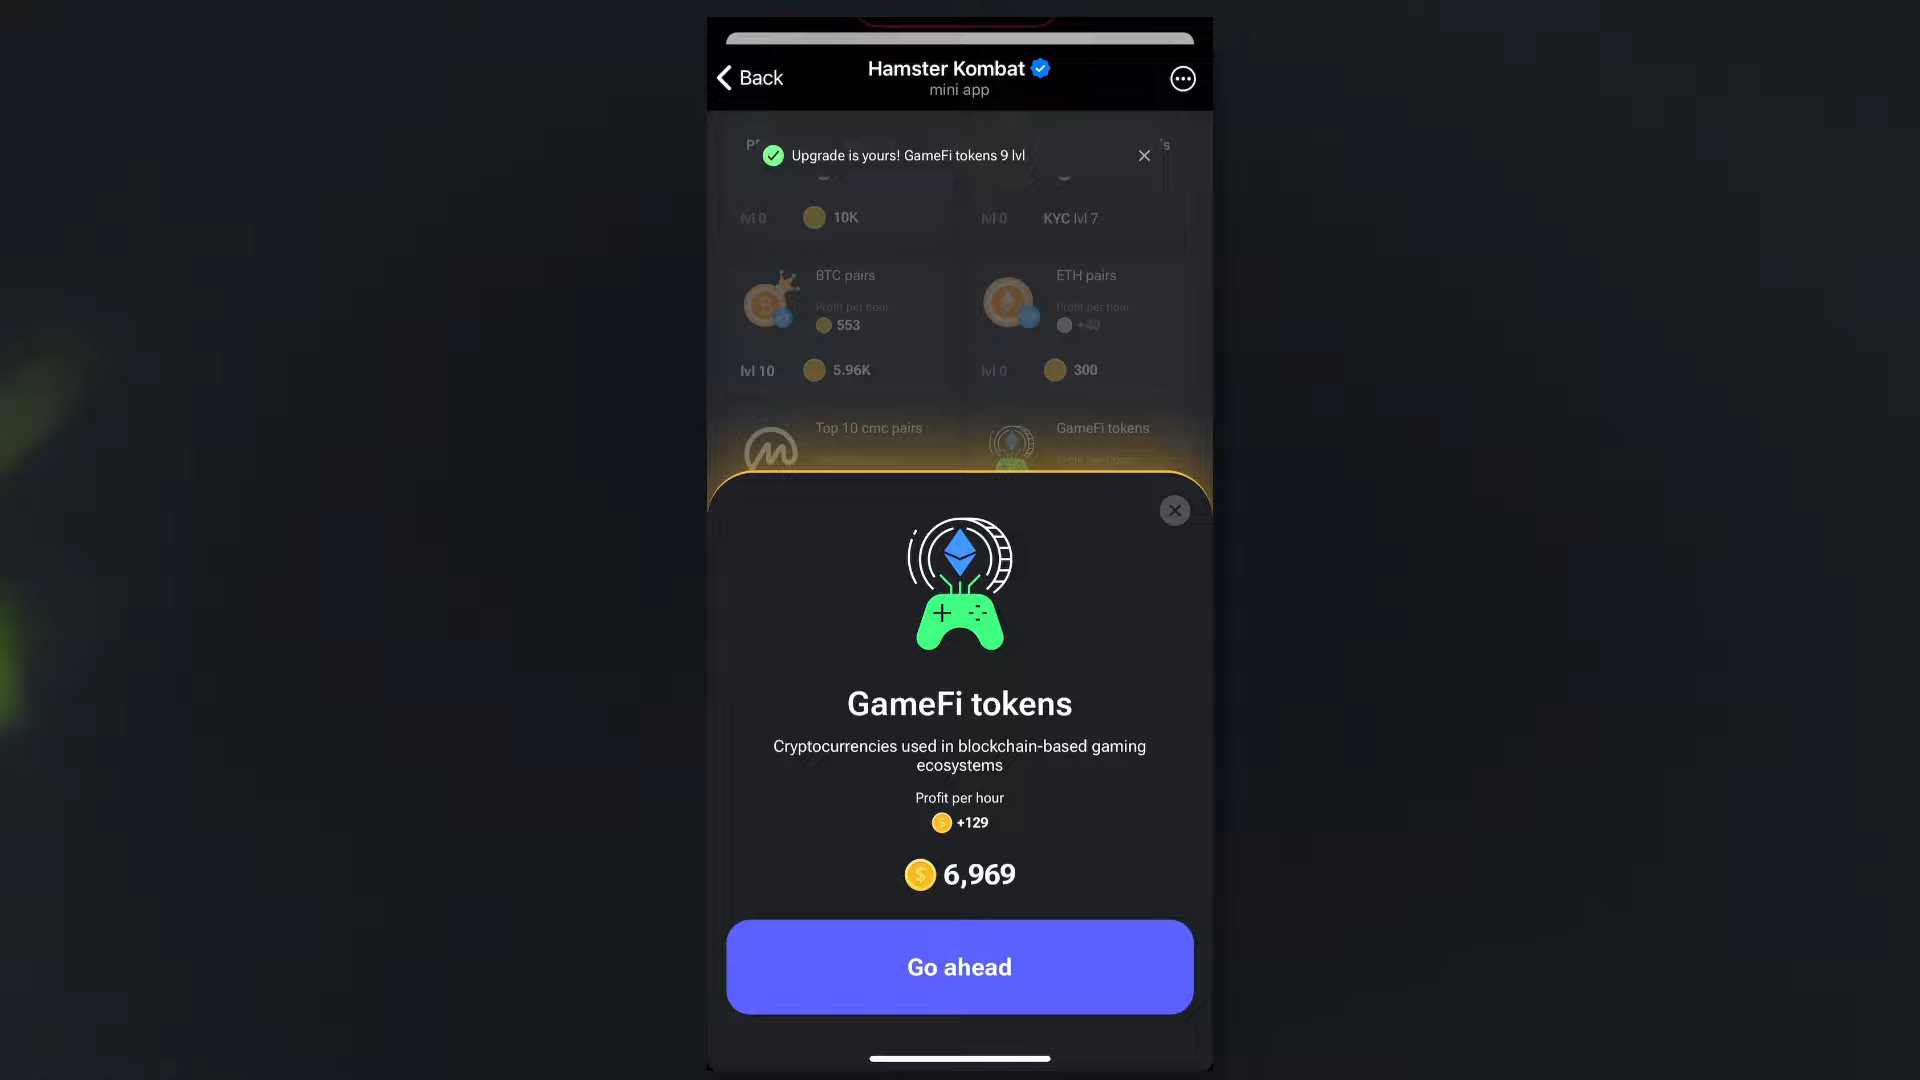 Back
Hamster Kombat
mini app
Upgrade is yours! GameFi tokens 9 lvl
lvl 0
10K
lvl 0
KYC lvl 7
BTC pairs
Profit per hour
553
lvl 10
5.96K
ETH pairs
Profit per hour
+40
lvl 0
300
Top 10 cmc pairs
GameFi tokens
GameFi tokens
Cryptocurrencies used in blockchain-based gaming
ecosystems
Profit per hour
+129
6,969
Go ahead